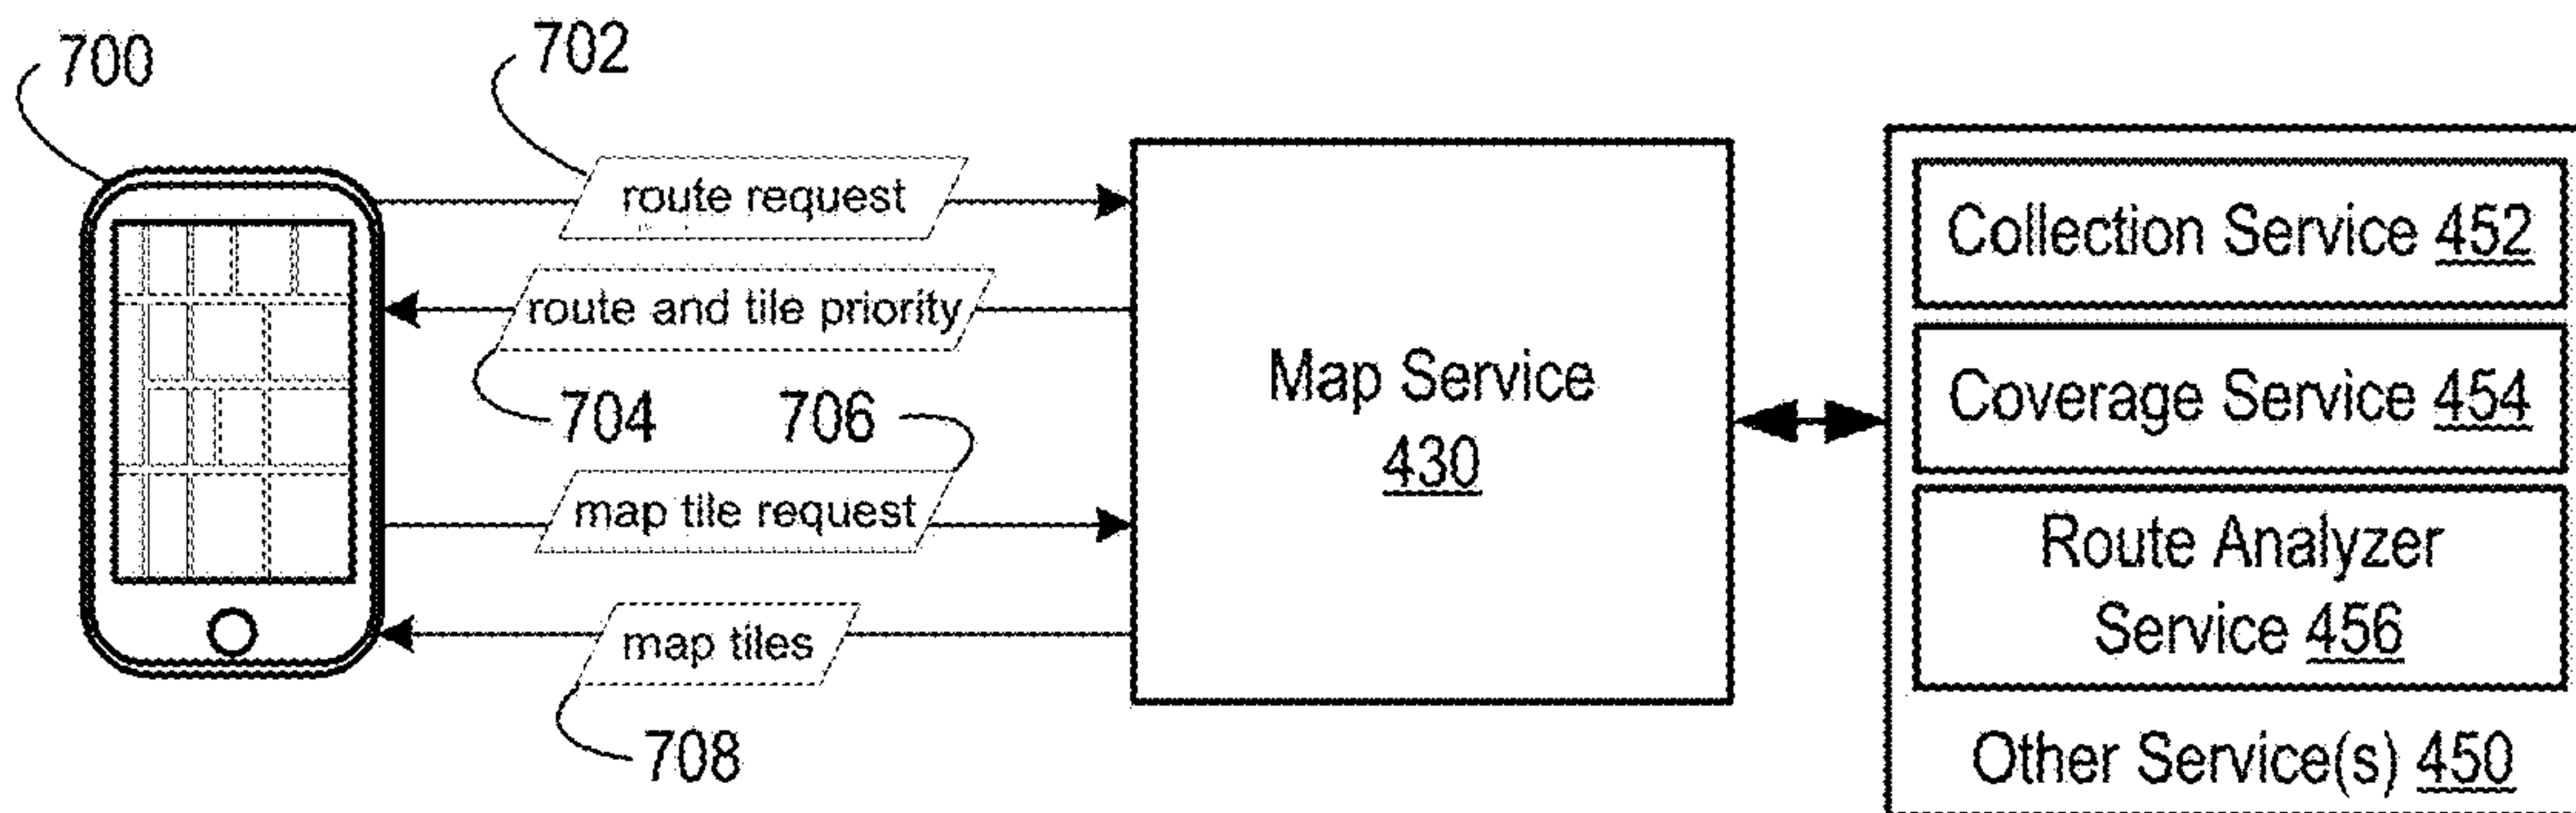 700
702
route request
route and tile priority
704
706
map tile request
map tiles
708
Map Service
430
Collection Service 452
Coverage Service 454
Route Analyzer
Service 456
Other Service(s) 450